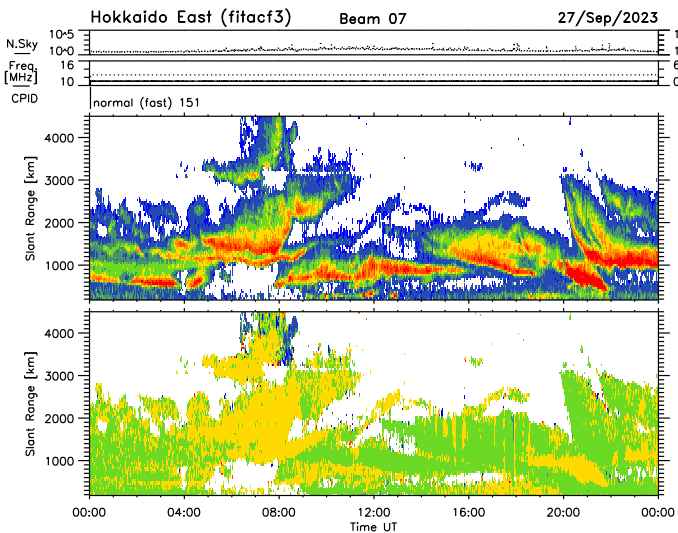 Hokkaido East (fitacf3) Beam 07 27/Sep/2023
N.Sky 10^5 10^0 1 1
Freq. [MHz] 16 10 6 0
CPID normal (fast) 151
Slant Range [km] 4000 3000 2000 1000
Slant Range [km] 4000 3000 2000 1000
00:00 04:00 08:00 12:00 16:00 20:00 00:00
Time UT